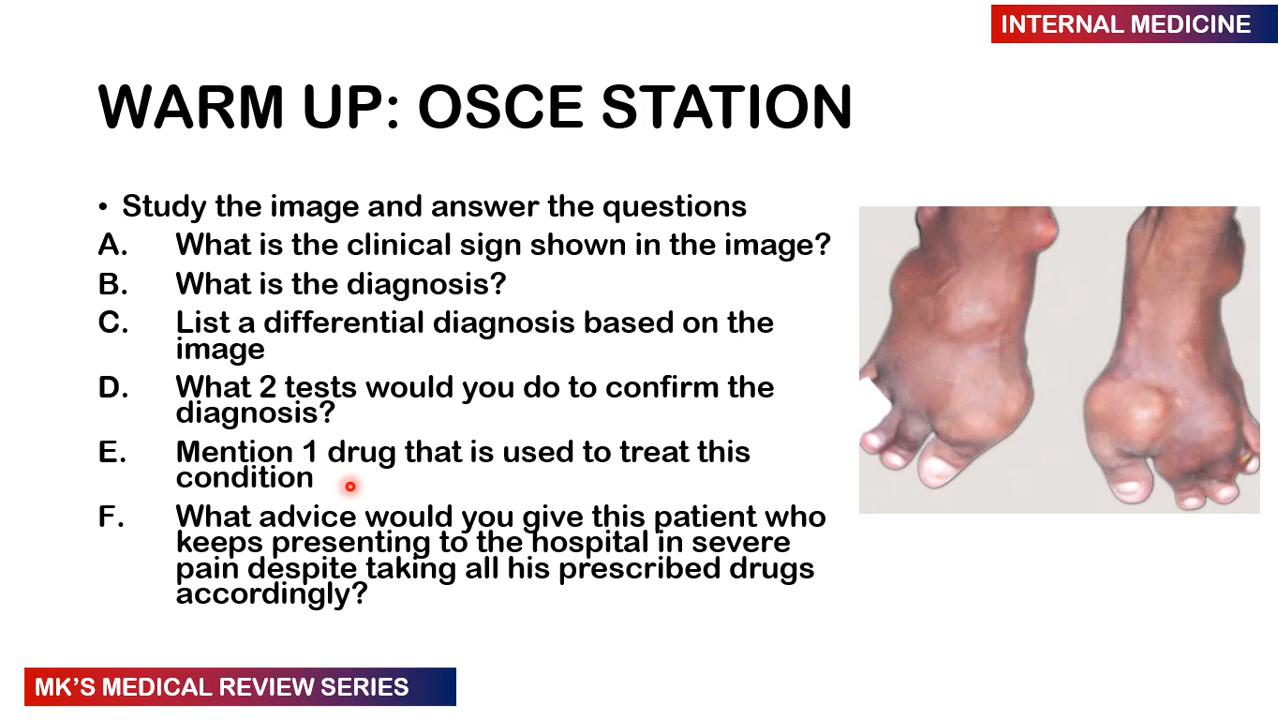 INTERNAL MEDICINE
WARM UP: OSCE STATION
• Study the image and answer the questions
A. What is the clinical sign shown in the image?
B. What is the diagnosis?
C. List a differential diagnosis based on the
image
D. What 2 tests would you do to confirm the
diagnosis?
E. Mention 1 drug that is used to treat this
condition
F. What advice would you give this patient who
keeps presenting to the hospital in severe
pain despite taking all his prescribed drugs
accordingly?
MK’S MEDICAL REVIEW SERIES